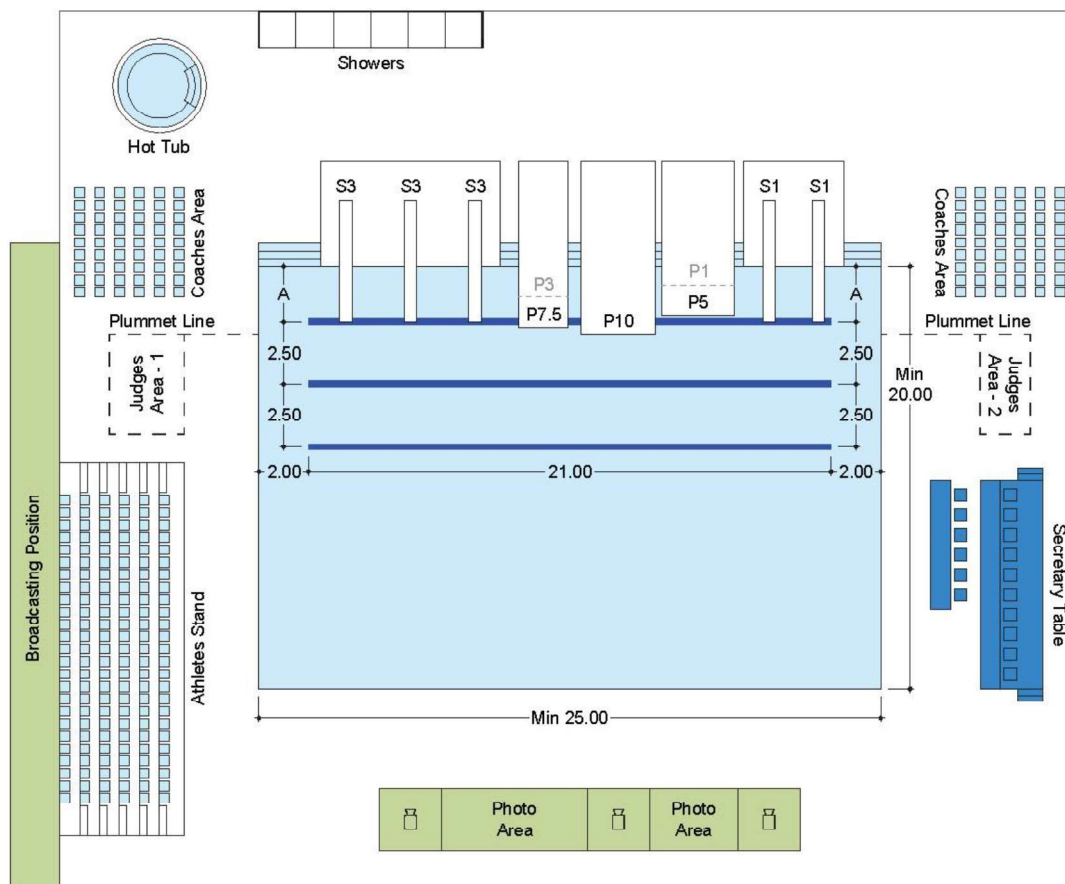 Showers
Hot Tub
S3
S3
S3
S1
S1
Coaches Area
Coaches Area
P3
P7.5
P10
P1
P5
A
A
Plummet Line
Plummet Line
Judges
Area - 1
Judges
Area - 2
2.50
2.50
2.50
2.50
Min
20.00
2.00
21.00
2.00
Broadcasting Position
Athletes Stand
Secretary Table
Min 25.00
Photo
Area
Photo
Area